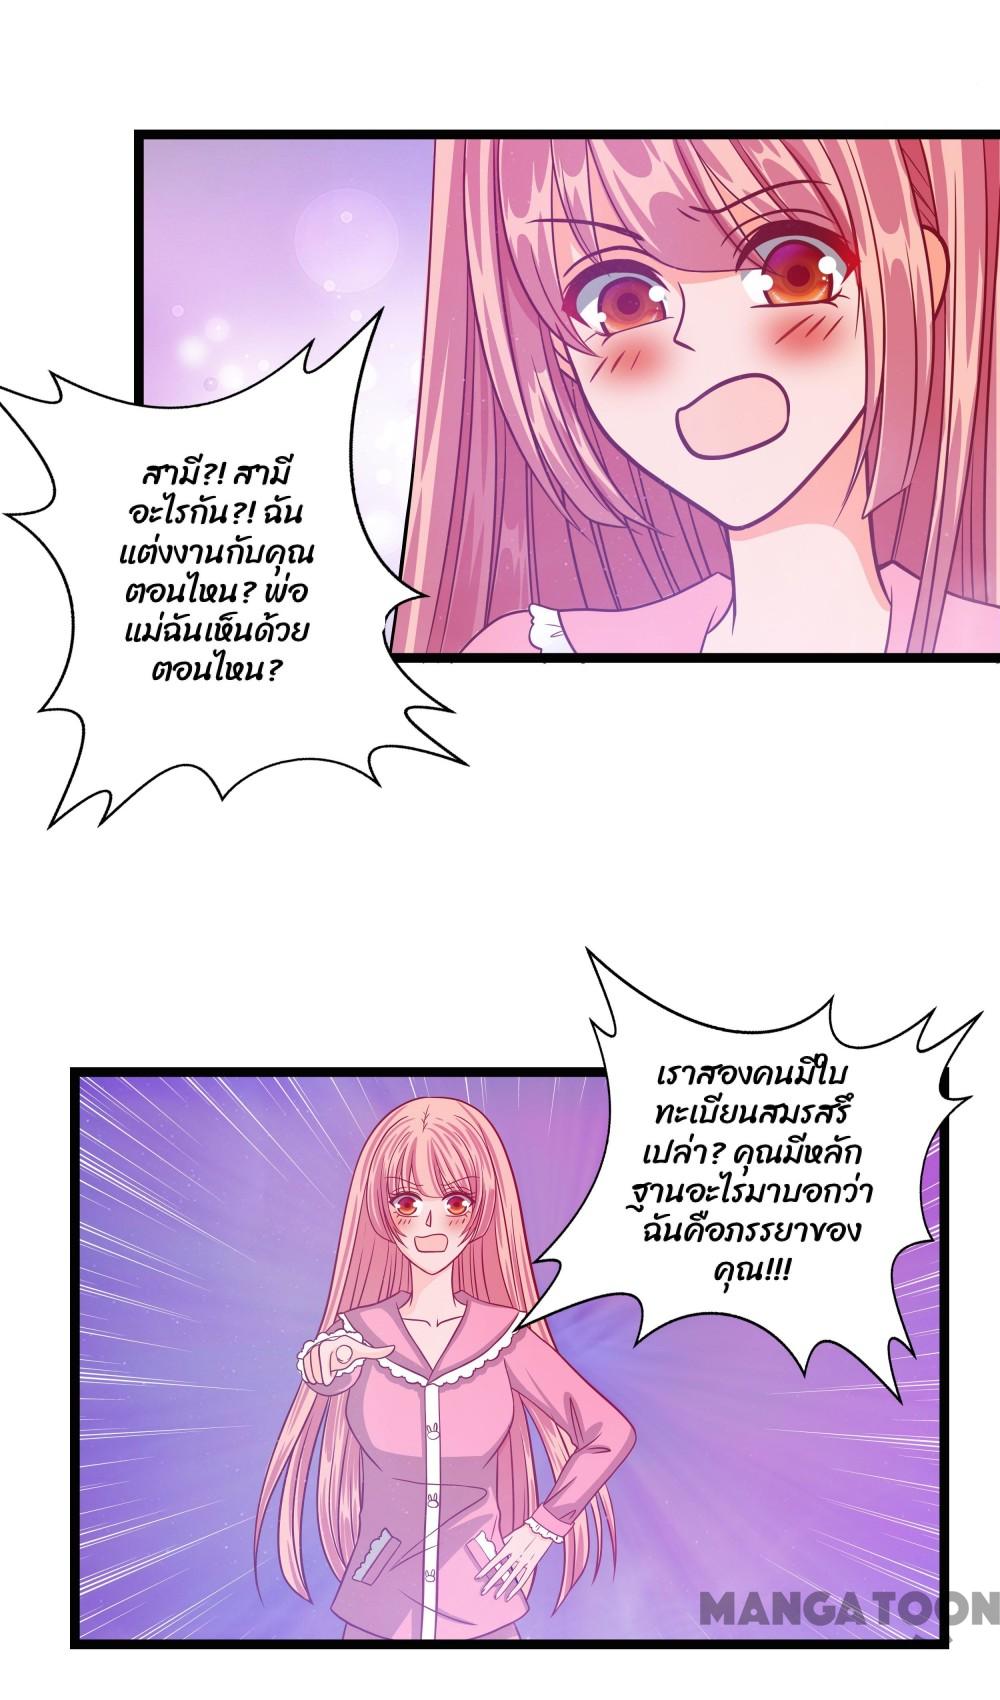 สามี?! สามี
อะไรกัน?! ฉัน
แต่งงานกับคุณ
ตอนไหน? พ่อ
แม่ฉันเห็นด้วย
ตอนไหน?
เราสองคนมีใบ
ทะเบียนสมรสรึ
เปล่า? คุณมีหลัก
ฐานอะไรมาบอกว่า
ฉันคือภรรยาของ
คุณ!!!
MANGATOON